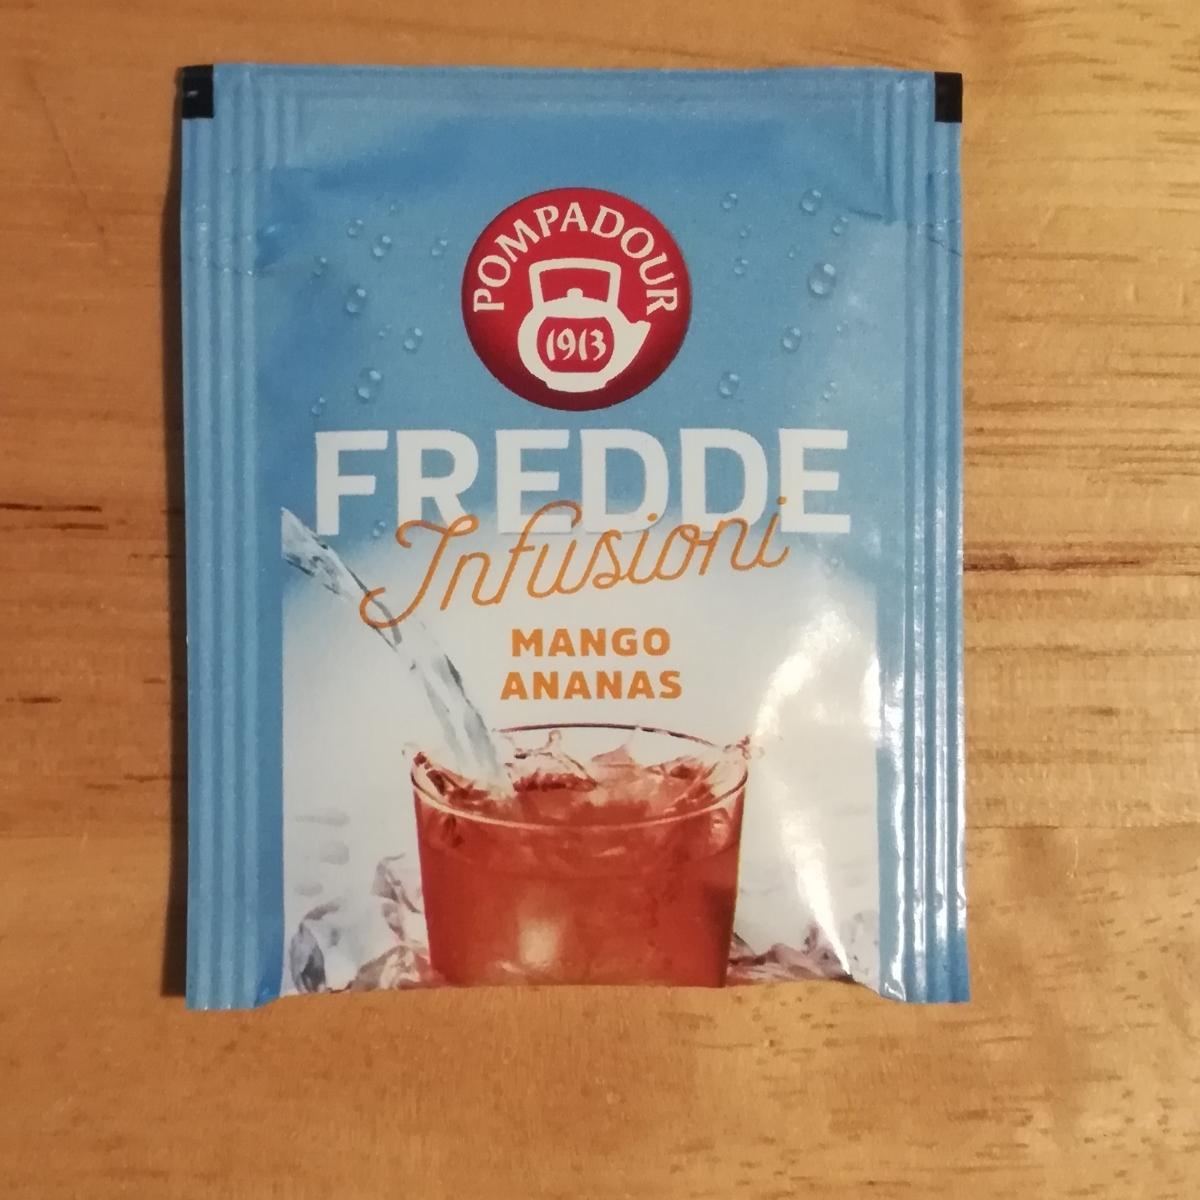 POMPADOUR
1913
FREDDE
Infusioni
MANGO
ANANAS